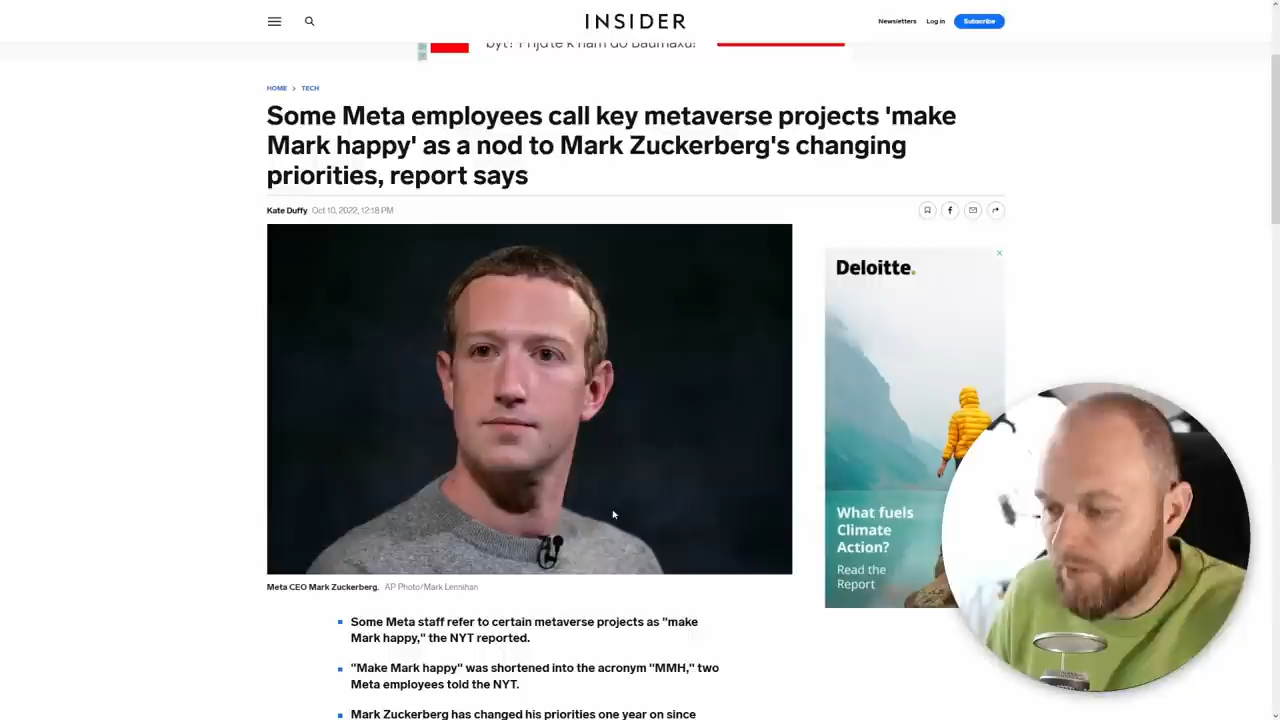 INSIDER
Newsletters
Log in
Subscribe
HOME > TECH
Some Meta employees call key metaverse projects 'make
Mark happy' as a nod to Mark Zuckerberg's changing
priorities, report says
Kate Duffy Oct 10, 2022, 12:18 PM
Deloitte.
What fuels
Climate
Action?
Read the
Report
Meta CEO Mark Zuckerberg. AP Photo/Mark Lennihan
Some Meta staff refer to certain metaverse projects as "make
Mark happy," the NYT reported.
"Make Mark happy" was shortened into the acronym "MMH," two
Meta employees told the NYT.
Mark Zuckerberg has changed his priorities one year on since